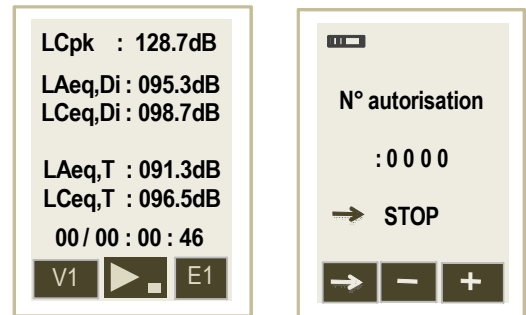 LCpk : 128.7dB
LAeq,Di : 095.3dB
LCeq,Di : 098.7dB
LAeq,T : 091.3dB
LCeq,T : 096.5dB
00 / 00 : 00 : 46
V1
E1
N° autorisation
: 0 0 0 0
STOP
− +